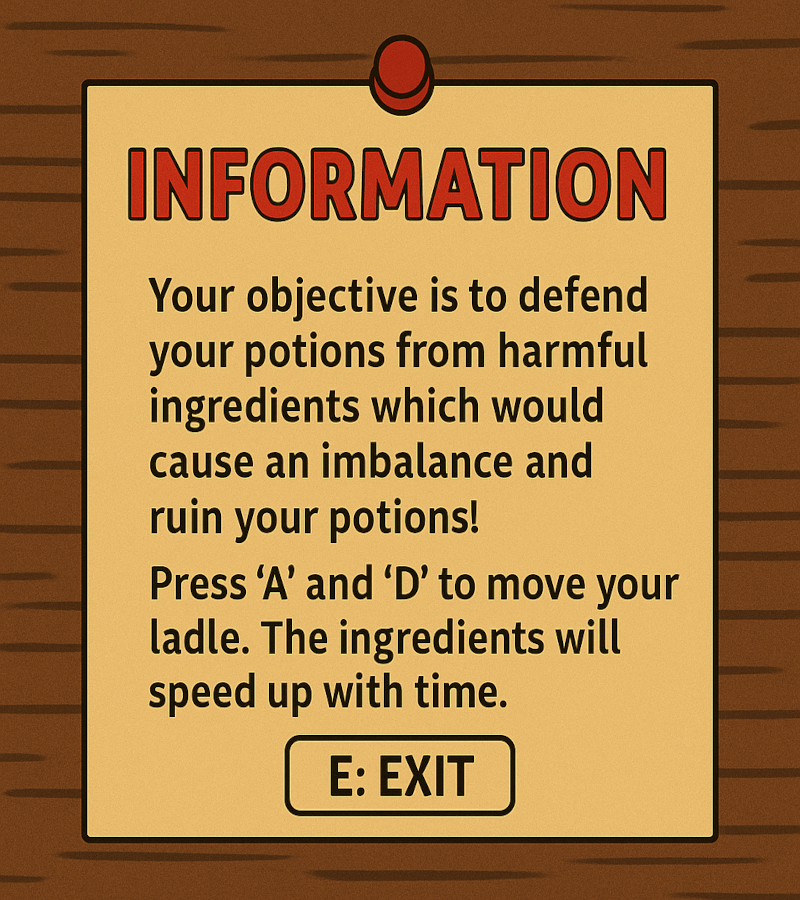 INFORMATION
Your objective is to defend
your potions from harmful
ingredients which would
cause an imbalance and
ruin your potions!
Press ‘A’ and ‘D’ to move your
ladle. The ingredients will
speed up with time.
E: EXIT